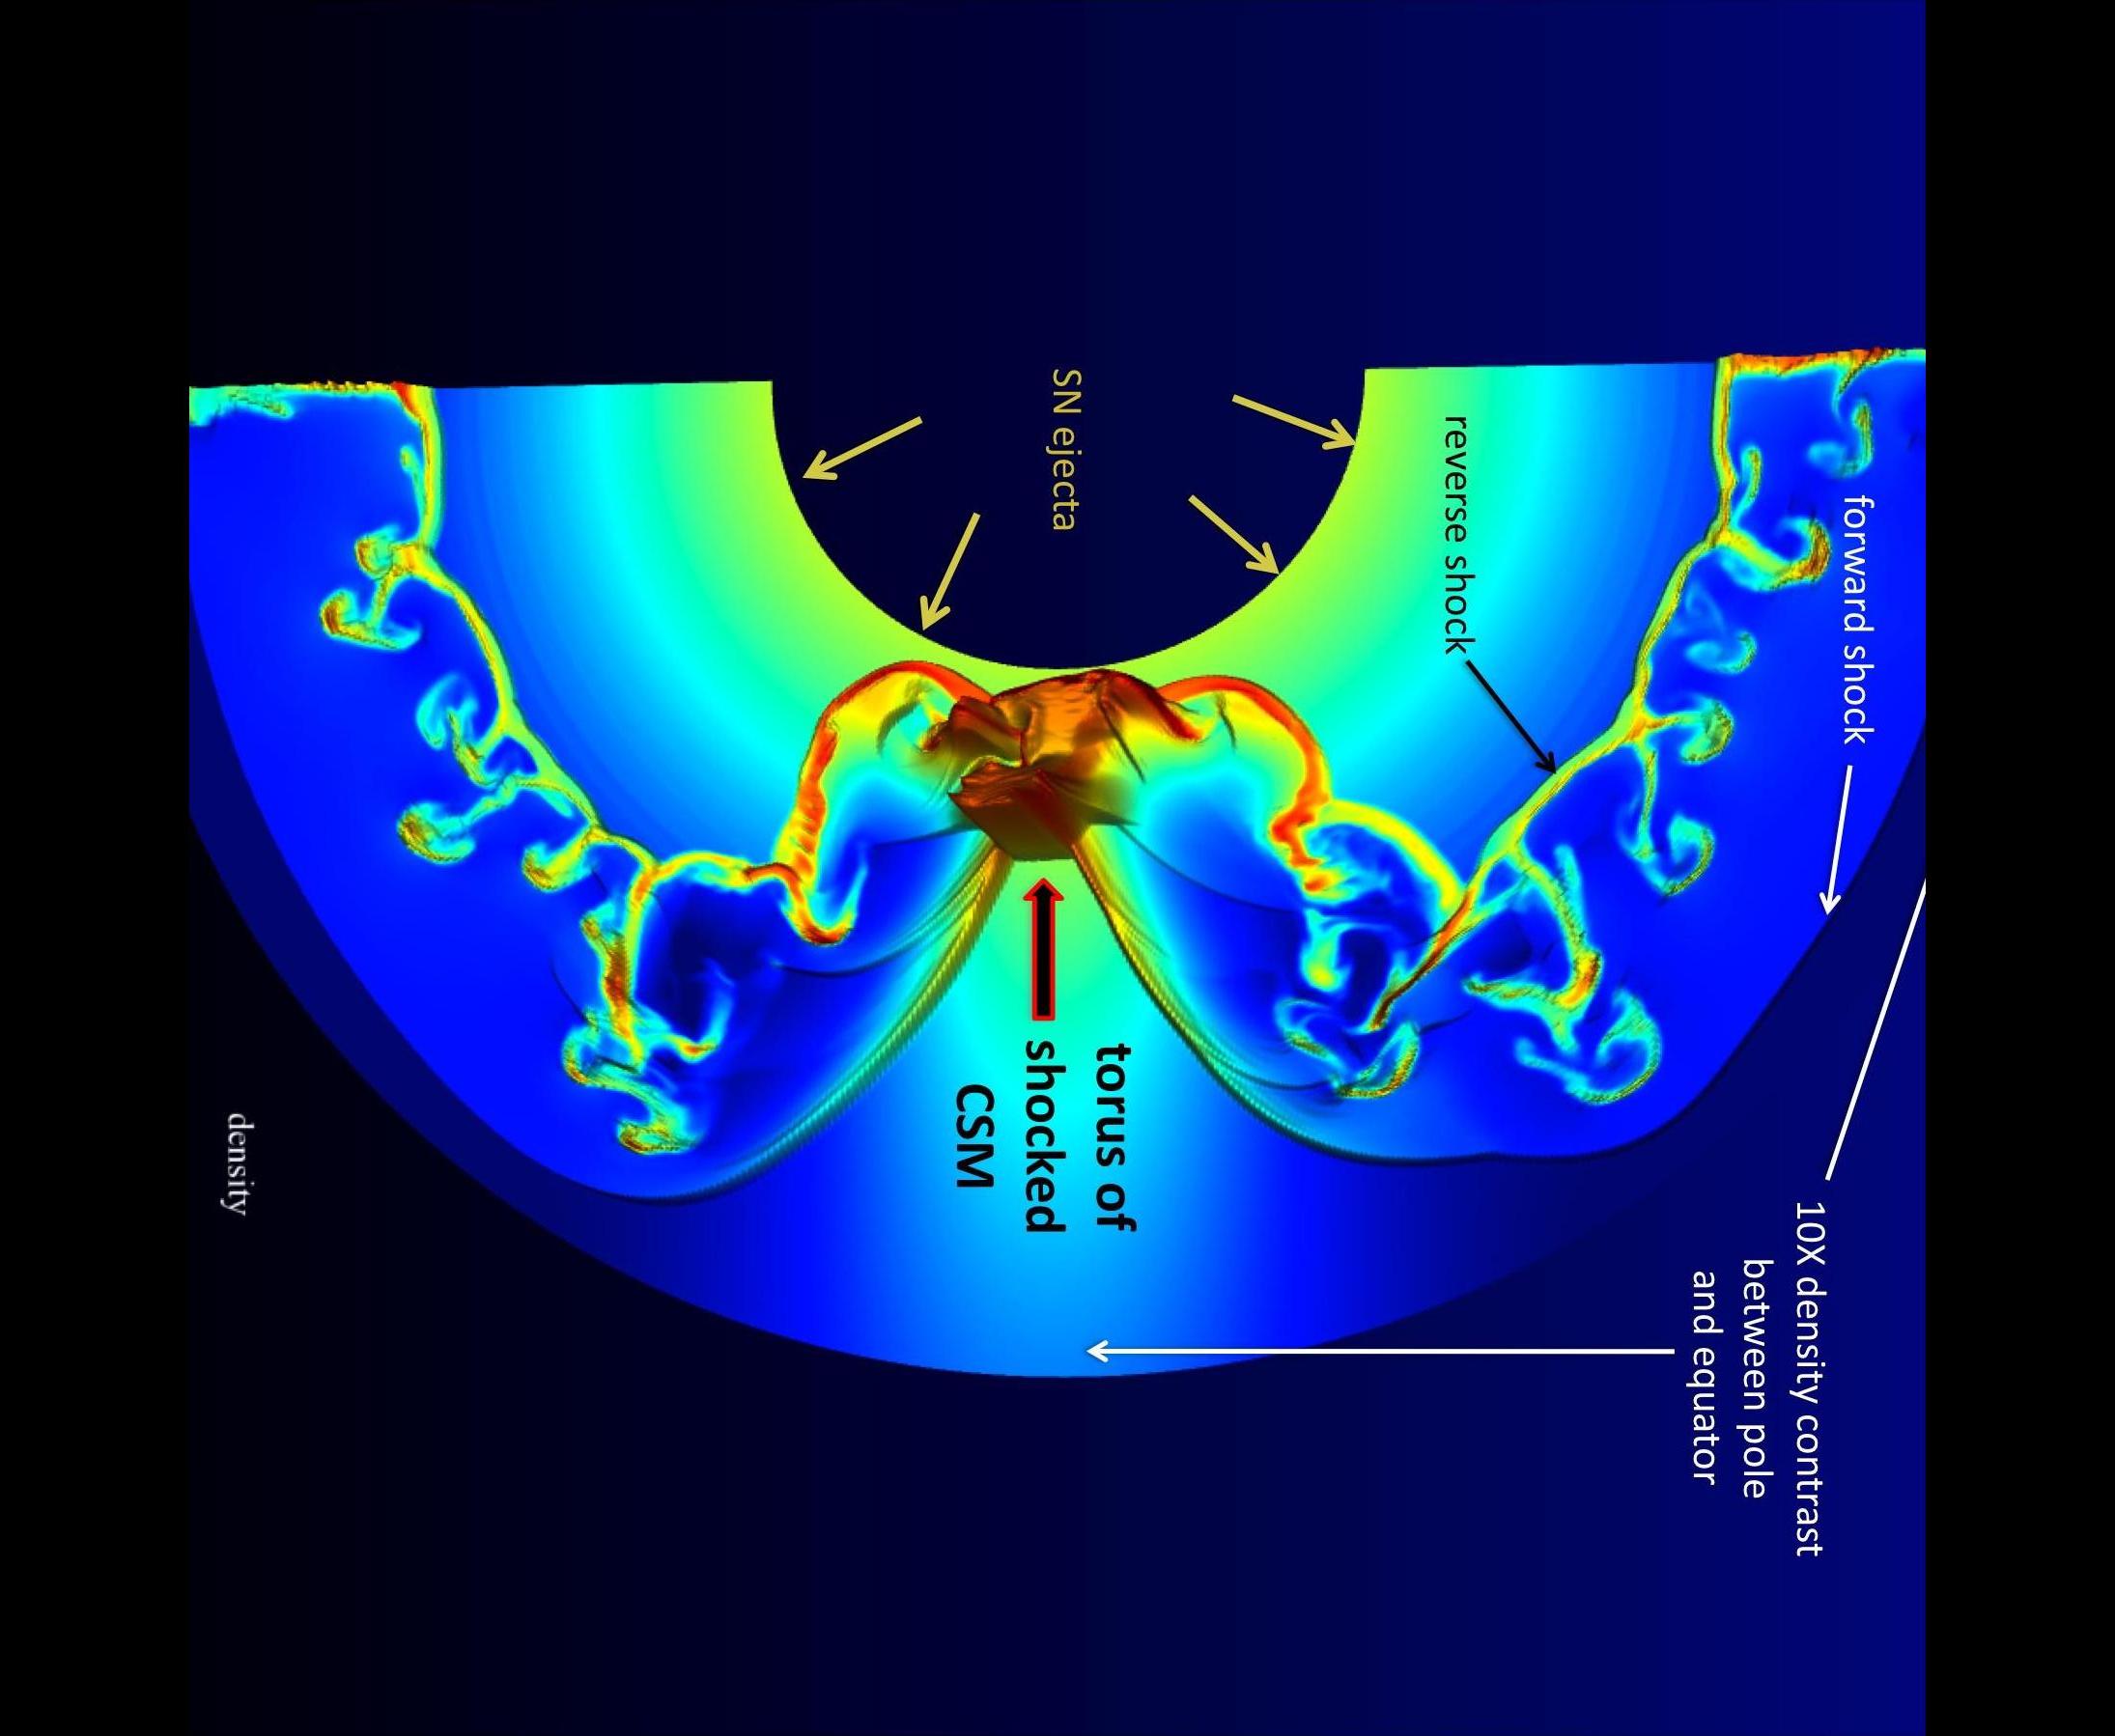 forward shock
reverse shock
SN ejecta
10X density contrast
between pole
and equator
torus of
shocked
CSM
density